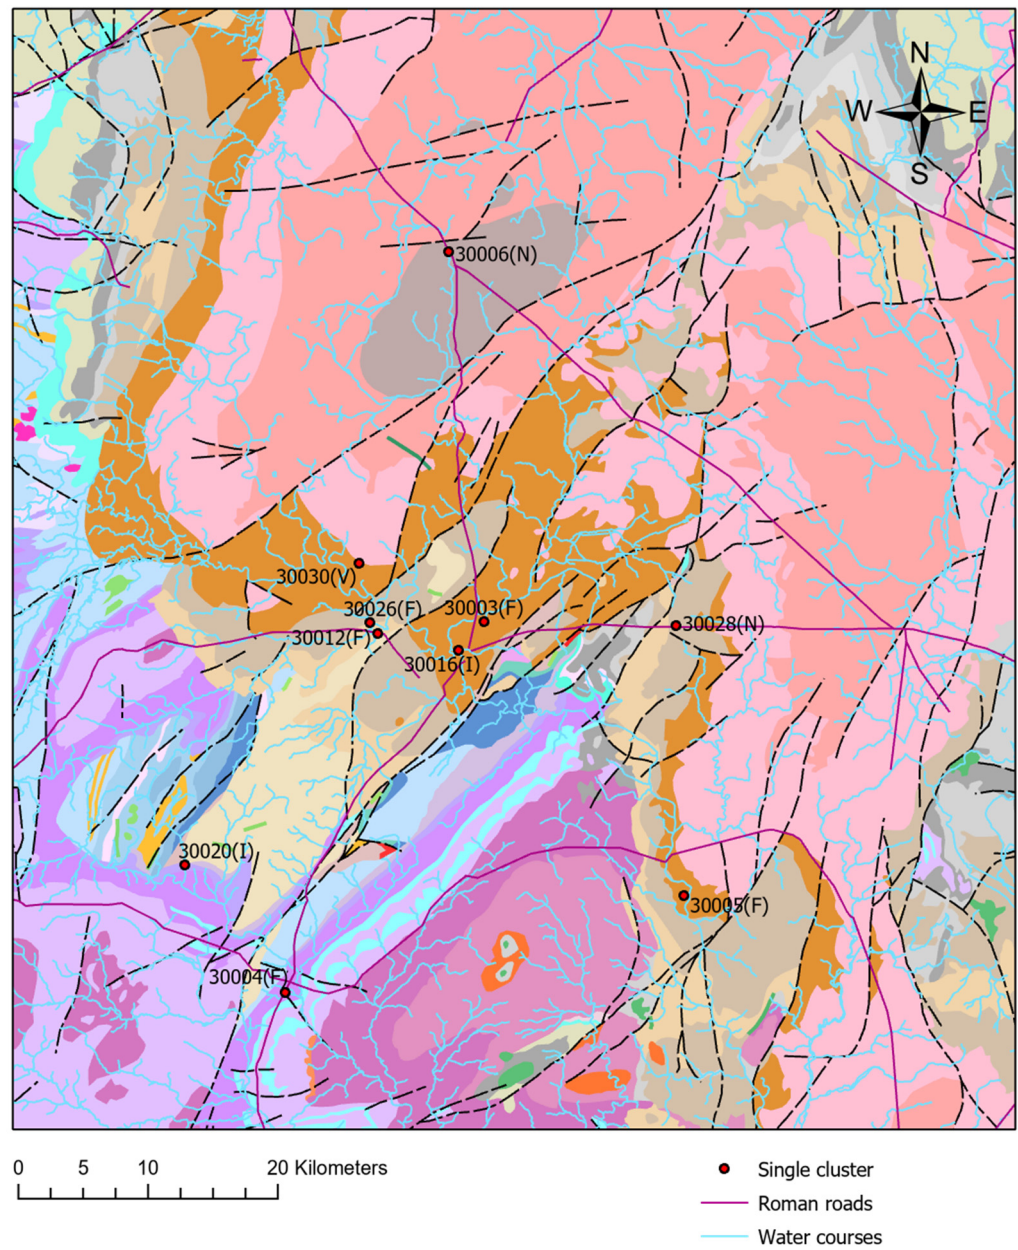 N
W E
S
30006(N)
30030(V)
30026(F)
30003(F)
30012(F)
30028(N)
30016(I)
30020(I)
30005(F)
30004(F)
0 5 10 20 Kilometers
Single cluster
Roman roads
Water courses